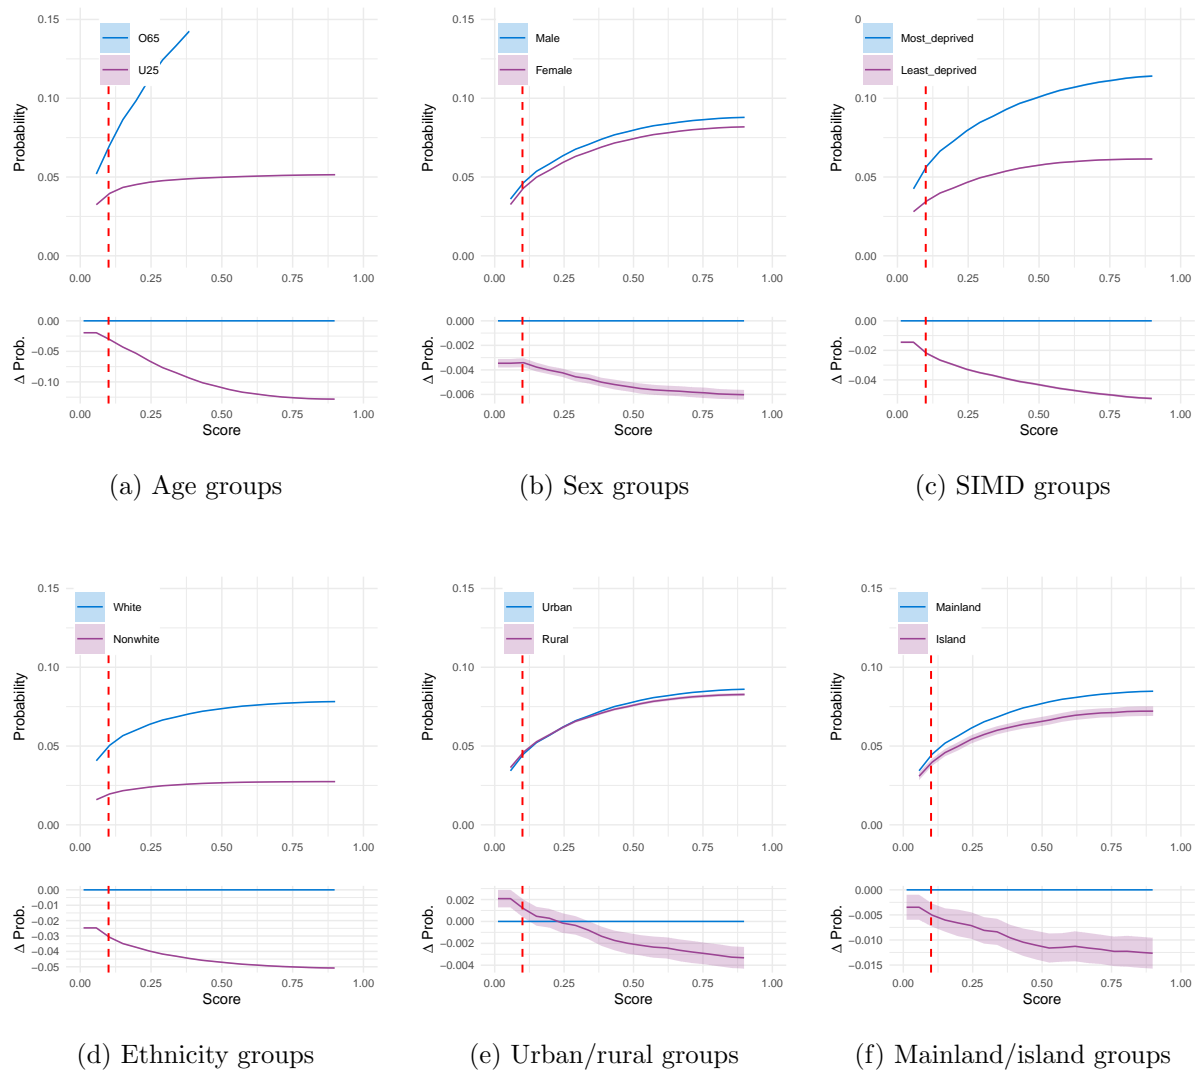 0.15
0.10
0.05
0.00
Probability
O65
U25
0.00 0.25 0.50 0.75 1.00
0.00
−0.05
−0.10
Δ Prob.
0.00 0.25 0.50 0.75 1.00
Score
(a) Age groups
0.15
0.10
0.05
0.00
Probability
Male
Female
0.00 0.25 0.50 0.75 1.00
0.000
−0.002
−0.004
−0.006
Δ Prob.
0.00 0.25 0.50 0.75 1.00
Score
(b) Sex groups
0
0.10
0.05
0.00
Probability
Most_deprived
Least_deprived
0.00 0.25 0.50 0.75 1.00
0.00
−0.02
−0.04
Δ Prob.
0.00 0.25 0.50 0.75 1.00
Score
(c) SIMD groups
0.15
0.10
0.05
0.00
Probability
White
Nonwhite
0.00 0.25 0.50 0.75 1.00
0.00
−0.01
−0.02
−0.03
−0.04
−0.05
Δ Prob.
0.00 0.25 0.50 0.75 1.00
Score
(d) Ethnicity groups
0.15
0.10
0.05
0.00
Probability
Urban
Rural
0.00 0.25 0.50 0.75 1.00
0.002
0.000
−0.002
−0.004
Δ Prob.
0.00 0.25 0.50 0.75 1.00
Score
(e) Urban/rural groups
0.15
0.10
0.05
0.00
Probability
Mainland
Island
0.00 0.25 0.50 0.75 1.00
0.000
−0.005
−0.010
−0.015
Δ Prob.
0.00 0.25 0.50 0.75 1.00
Score
(f) Mainland/island groups